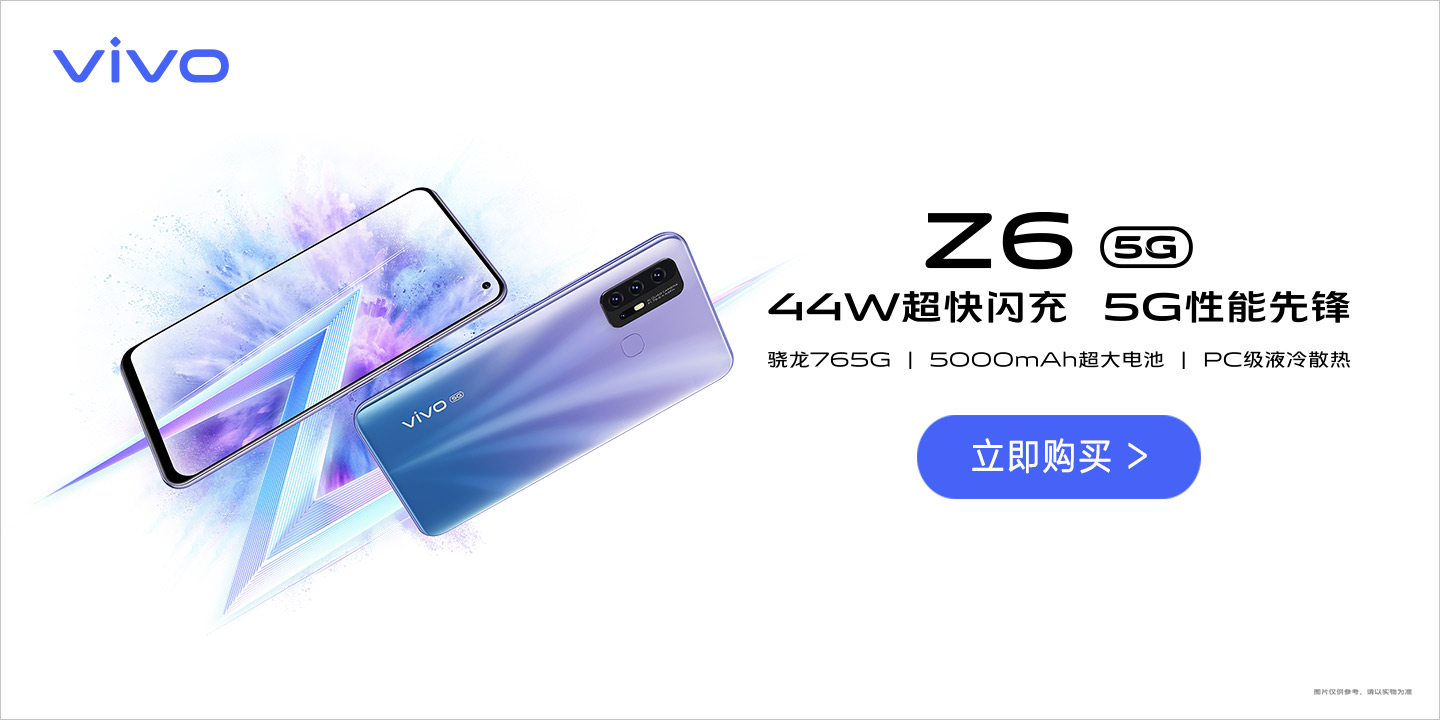 vivo
Z6 5G
44W超快闪充 5G性能先锋
骁龙765G | 5000mAh超大电池 | PC级液冷散热
vivo 5G
立即购买 >
图片仅供参考，请以实物为准